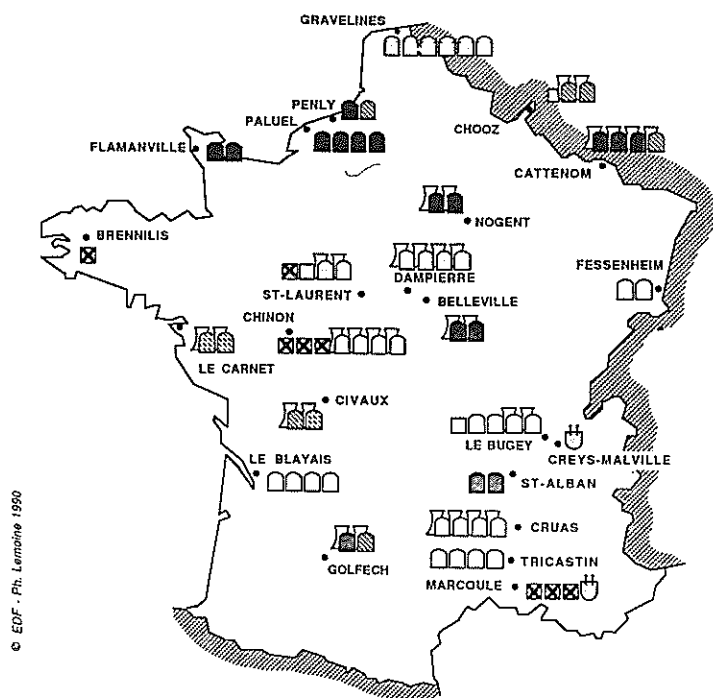 GRAVELINES
PENLY
PALUEL
CHOOZ
FLAMANVILLE
CATTENOM
NOGENT
BRENNILIS
DAMPIERRE
FESSENHEIM
ST-LAURENT
BELLEVILLE
CHINON
LE CARNET
CIVAUX
LE BUGEY
CREYS-MALVILLE
LE BLAYAIS
ST-ALBAN
CRUAS
GOLFECH
TRICASTIN
MARCOULE
© EDF - Ph. Lemoine 1990